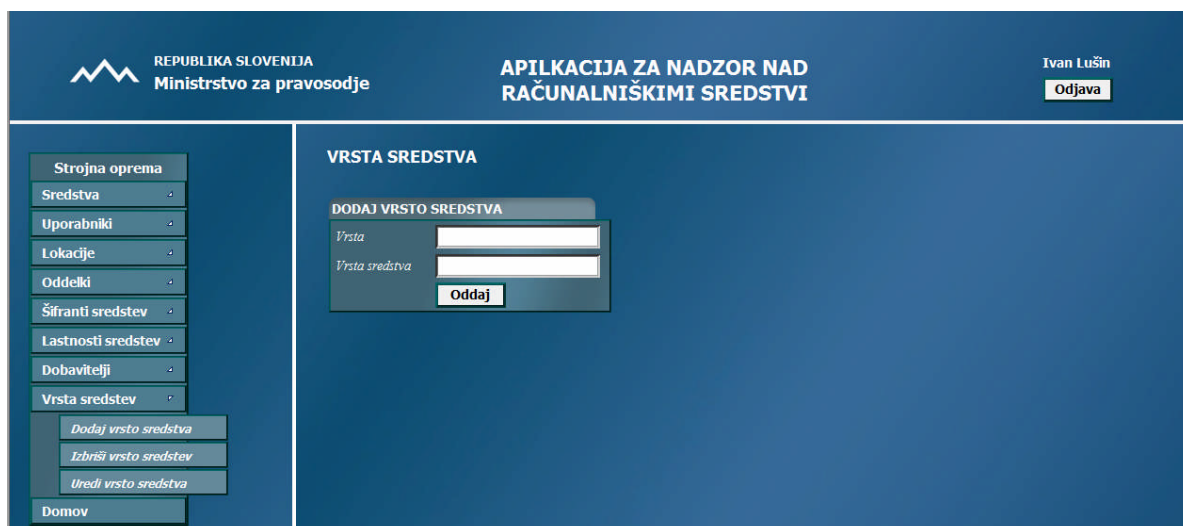 REPUBLIKA SLOVENIJA
Ministrstvo za pravosodje
APILKACIJA ZA NADZOR NAD
RAČUNALNIŠKIMI SREDSTVI
Ivan Lušin
Odjava
Strojna oprema
Sredstva
Uporabniki
Lokacije
Oddelki
Šifranti sredstev
Lastnosti sredstev
Dobavitelji
Vrsta sredstev
Dodaj vrsto sredstva
Izbriši vrsto sredstev
Uredi vrsto sredstva
Domov
VRSTA SREDSTVA
DODAJ VRSTO SREDSTVA
Vrsta
Vrsta sredstva
Oddaj